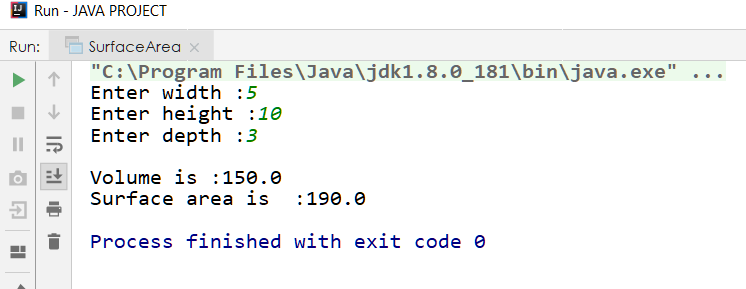 Run - JAVA PROJECT
Run: SurfaceArea
"C:\Program Files\Java\jdk1.8.0_181\bin\java.exe" ...
Enter width :5
Enter height :10
Enter depth :3
Volume is :150.0
Surface area is  :190.0
Process finished with exit code 0